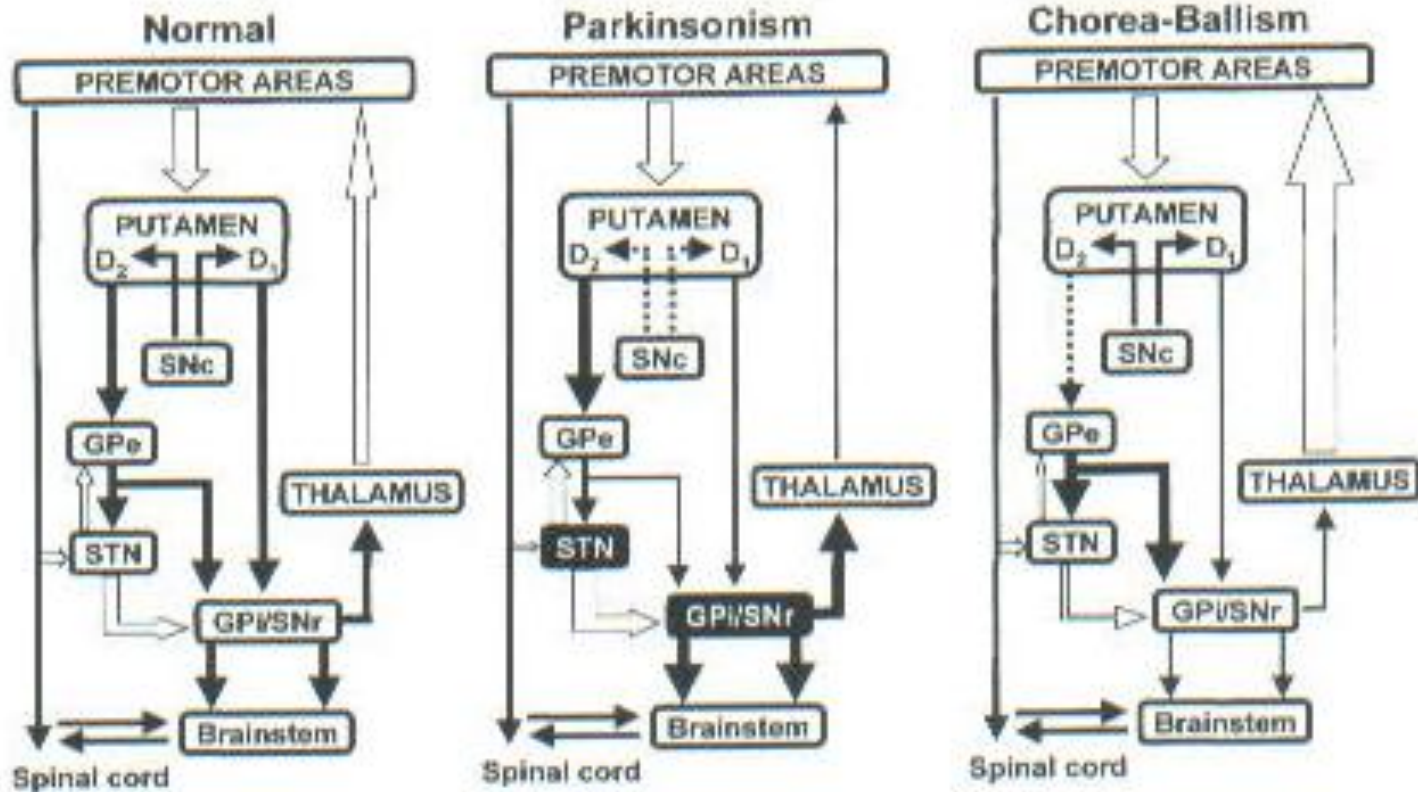 Normal
PREMOTOR AREAS
PUTAMEN
D2
D1
SNc
GPe
THALAMUS
STN
GPi/SNr
Brainstem
Spinal cord
Parkinsonism
PREMOTOR AREAS
PUTAMEN
D2
D1
SNc
GPe
THALAMUS
STN
GPi/SNr
Brainstem
Spinal cord
Chorea-Ballism
PREMOTOR AREAS
PUTAMEN
D2
D1
SNc
GPe
THALAMUS
STN
GPi/SNr
Brainstem
Spinal cord